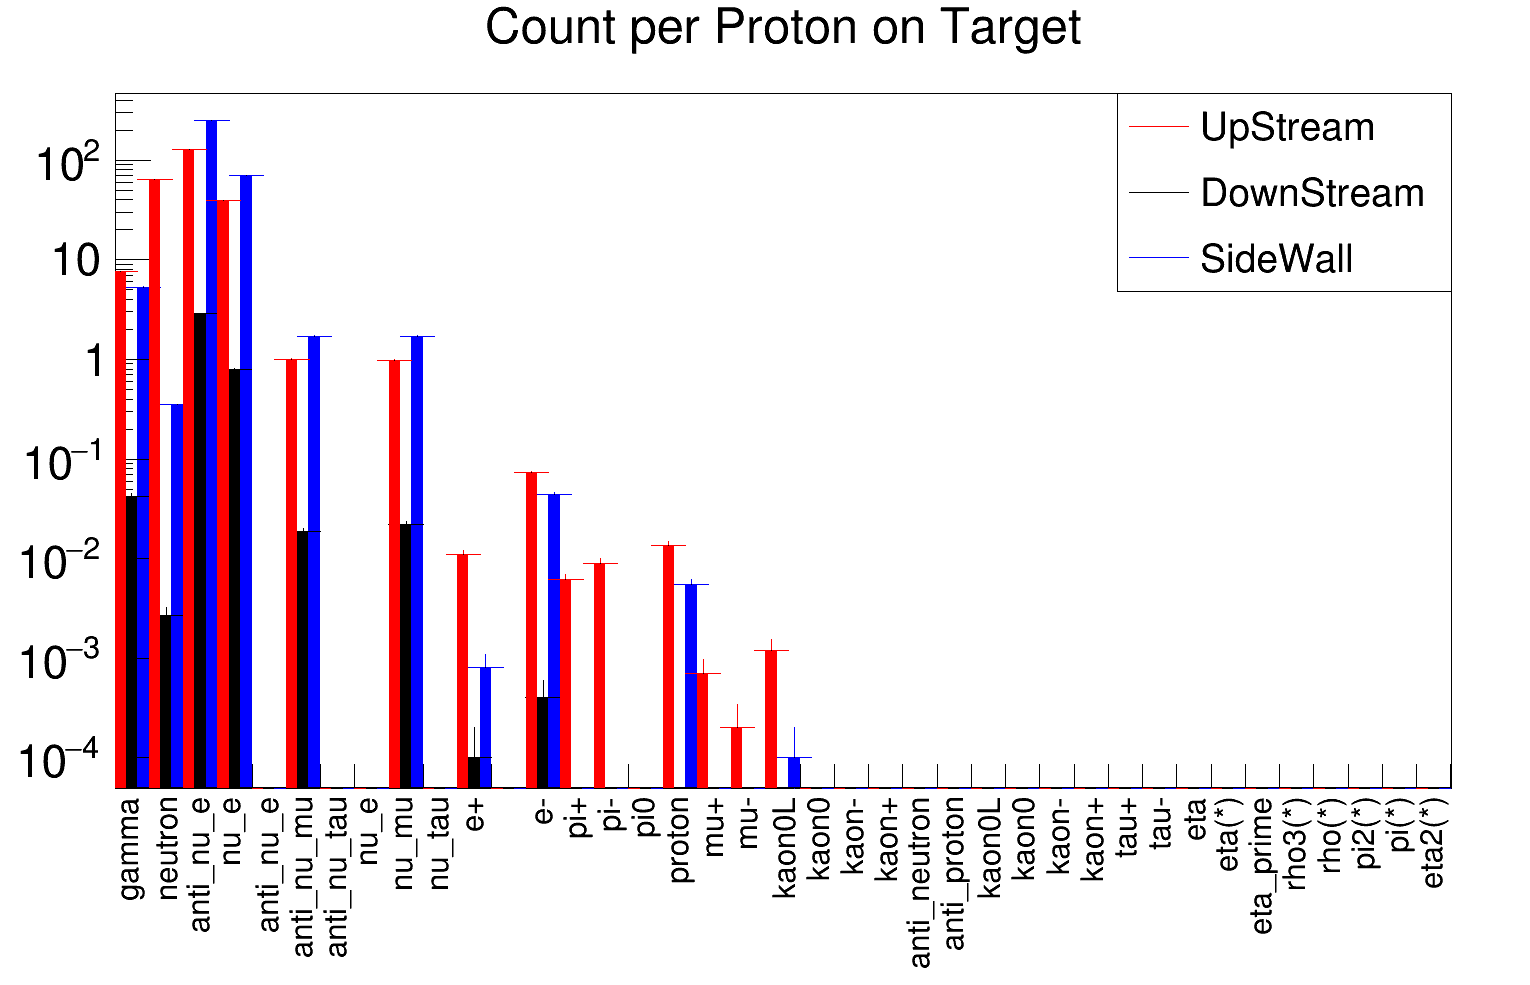 Count per Proton on Target
UpStream
DownStream
SideWall
10²
10
1
10⁻¹
10⁻²
10⁻³
10⁻⁴
gamma
neutron
anti_nu_e
nu_e
anti_nu_e
anti_nu_mu
anti_nu_tau
nu_e
nu_mu
nu_tau
e+
e-
pi+
pi-
pi0
proton
mu+
mu-
kaon0L
kaon0
kaon-
kaon+
anti_neutron
anti_proton
kaon0L
kaon0
kaon-
kaon+
tau+
tau-
eta
eta(*)
eta_prime
rho3(*)
rho(*)
pi2(*)
pi(*)
eta2(*)